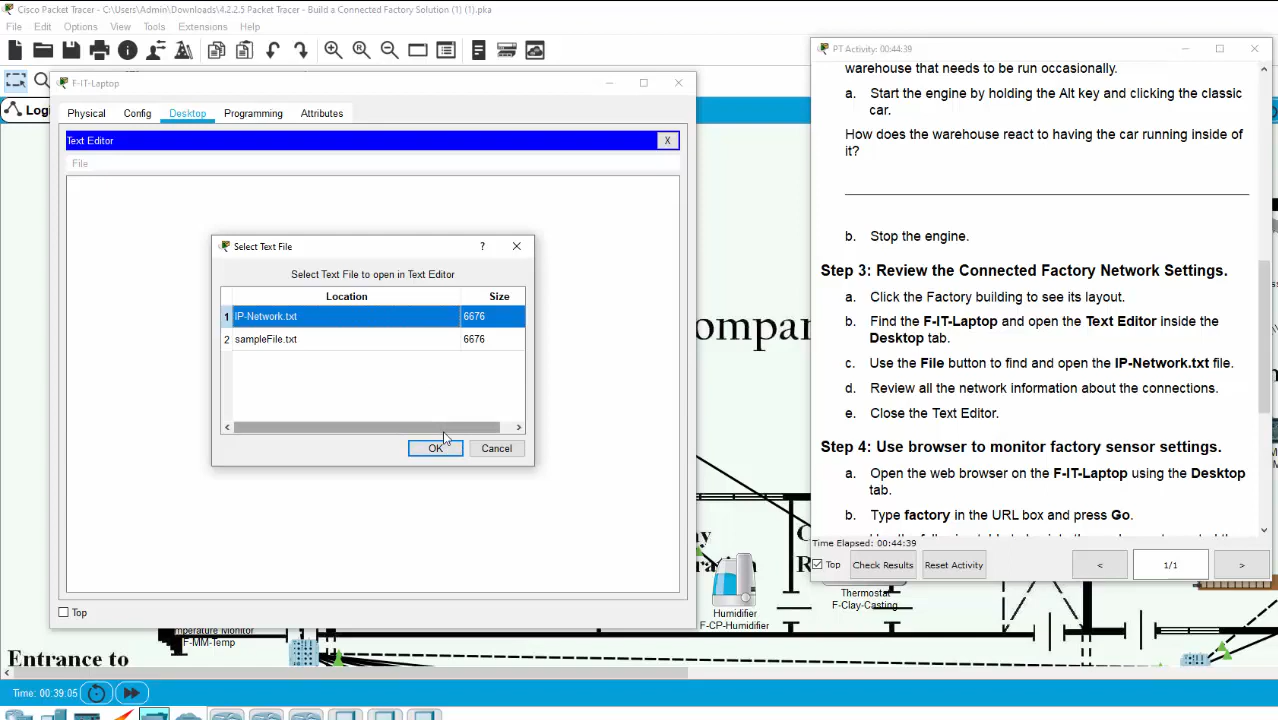 Cisco Packet Tracer - C:\Users\Admin\Downloads\4.2.2.5 Packet Tracer - Build a Connected Factory Solution (1) (1).pka
File Edit Options View Tools Extensions Help
PT Activity: 00:44:39
warehouse that needs to be run occasionally.
a. Start the engine by holding the Alt key and clicking the classic
car.
How does the warehouse react to having the car running inside of
it?
b. Stop the engine.
Step 3: Review the Connected Factory Network Settings.
a. Click the Factory building to see its layout.
b. Find the F-IT-Laptop and open the Text Editor inside the
Desktop tab.
c. Use the File button to find and open the IP-Network.txt file.
d. Review all the network information about the connections.
e. Close the Text Editor.
Step 4: Use browser to monitor factory sensor settings.
a. Open the web browser on the F-IT-Laptop using the Desktop
tab.
b. Type factory in the URL box and press Go.
Time Elapsed: 00:44:39
Top Check Results Reset Activity < 1/1 >
F-IT-Laptop
Physical Config Desktop Programming Attributes
Text Editor X
File
Select Text File ?
Select Text File to open in Text Editor
Location Size
1 IP-Network.txt 6676
2 sampleFile.txt 6676
OK Cancel
Top
Humidifier
F-CP-Humidifier
Thermostat
F-Clay-Casting
F-MM-Temp
Entrance to
Time: 00:39:05